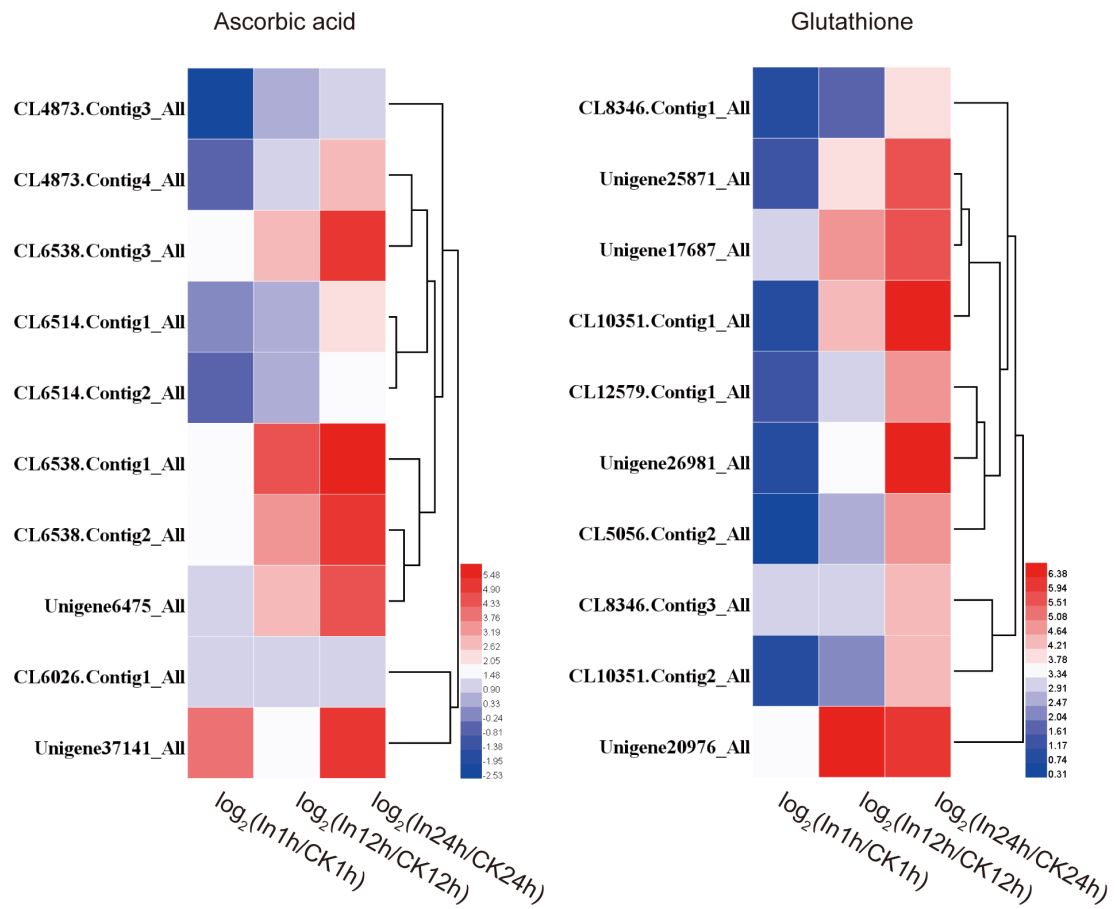 Ascorbic acid
CL4873.Contig3_All
CL4873.Contig4_All
CL6538.Contig3_All
CL6514.Contig1_All
CL6514.Contig2_All
CL6538.Contig1_All
CL6538.Contig2_All
Unigene6475_All
CL6026.Contig1_All
Unigene37141_All
5.48
4.90
4.33
3.76
3.19
2.62
2.05
1.48
0.90
0.33
-0.24
-0.81
-1.38
-1.95
-2.53
log₂(In1h/CK1h)
log₂(In12h/CK12h)
log₂(In24h/CK24h)
Glutathione
CL8346.Contig1_All
Unigene25871_All
Unigene17687_All
CL10351.Contig1_All
CL12579.Contig1_All
Unigene26981_All
CL5056.Contig2_All
CL8346.Contig3_All
CL10351.Contig2_All
Unigene20976_All
6.38
5.94
5.51
5.08
4.64
4.21
3.78
3.34
2.91
2.47
2.04
1.61
1.17
0.74
0.31
log₂(In1h/CK1h)
log₂(In12h/CK12h)
log₂(In24h/CK24h)